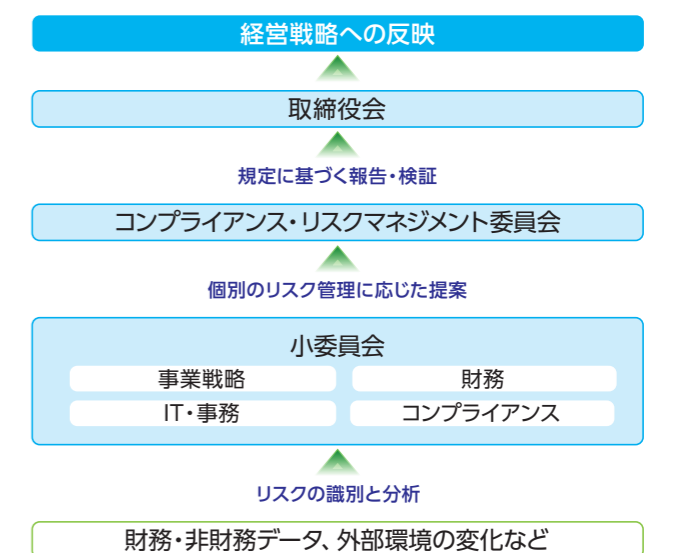 経営戦略への反映
取締役会
規定に基づく報告・検証
コンプライアンス・リスクマネジメント委員会
個別のリスク管理に応じた提案
小委員会
事業戦略
財務
IT・事務
コンプライアンス
リスクの識別と分析
財務・非財務データ、外部環境の変化など